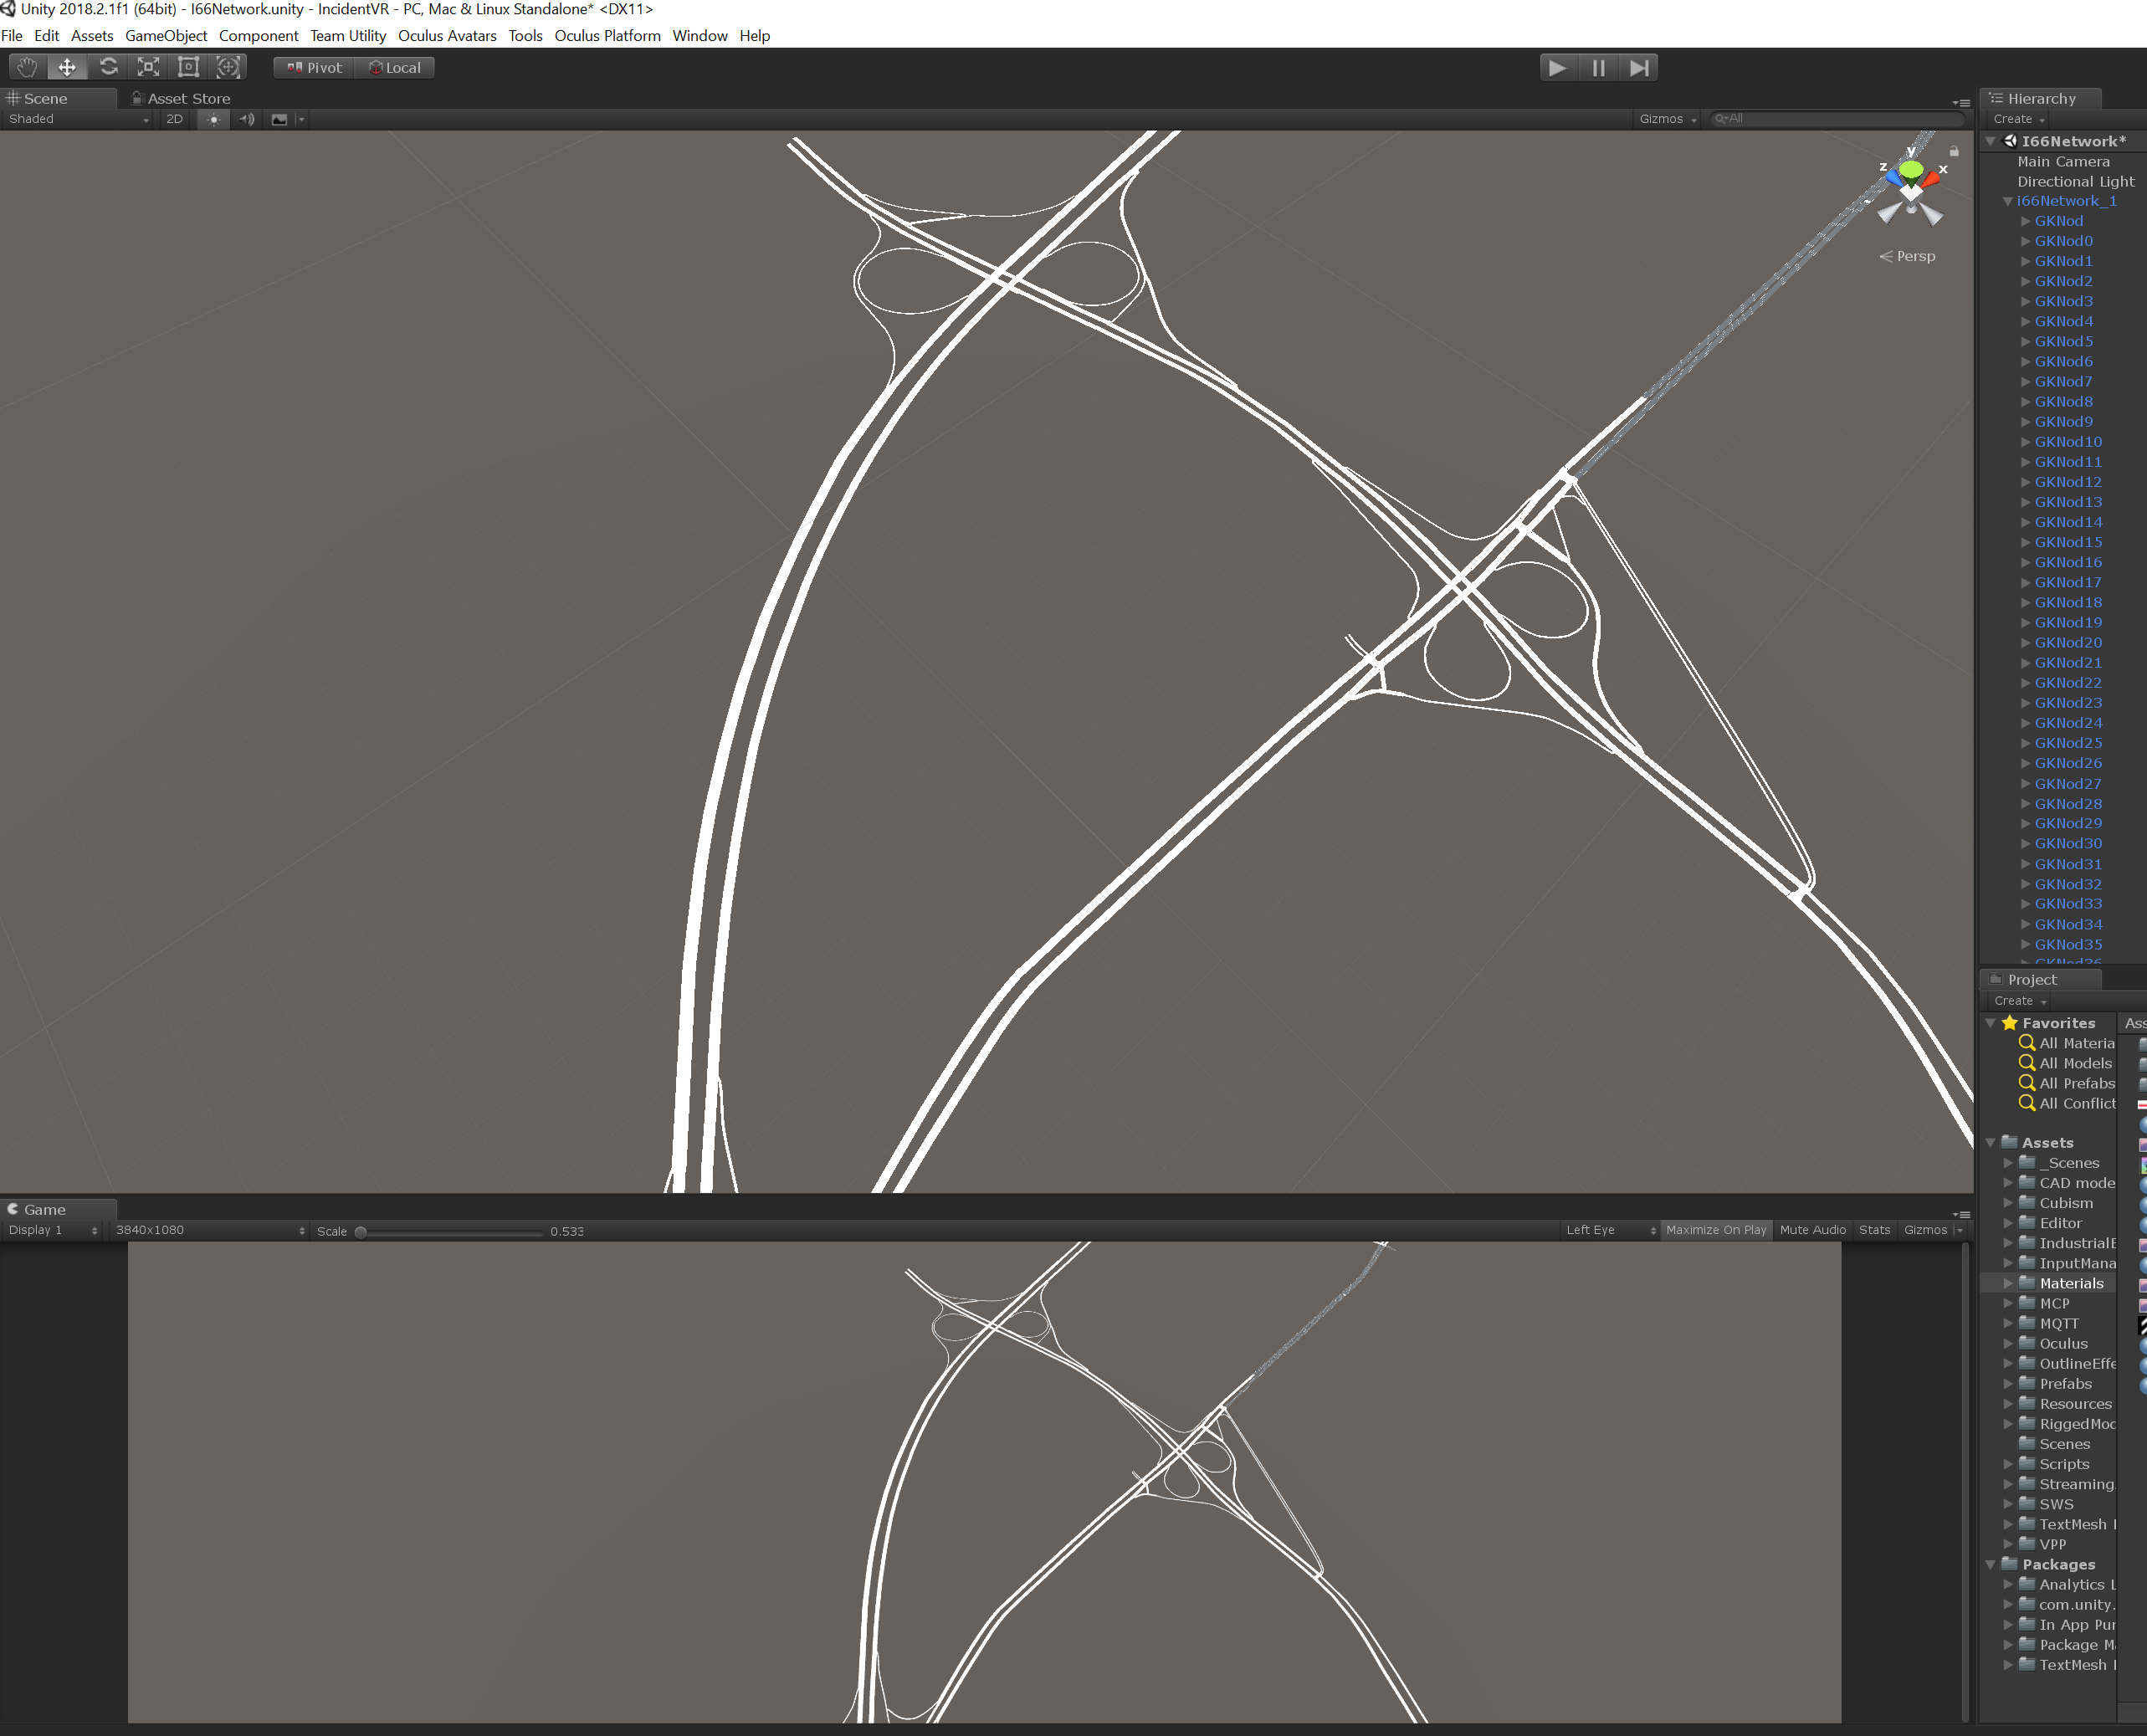 Unity 2018.2.1f1 (64bit) - I66Network.unity - IncidentVR - PC, Mac & Linux Standalone* <DX11>
File Edit Assets GameObject Component Team Utility Oculus Avatars Tools Oculus Platform Window Help
Pivot Local
Scene Asset Store
Shaded 2D Gizmos All
y
z
x
Persp
Hierarchy
Create
I66Network*
Main Camera
Directional Light
i66Network_1
GKNod
GKNod0
GKNod1
GKNod2
GKNod3
GKNod4
GKNod5
GKNod6
GKNod7
GKNod8
GKNod9
GKNod10
GKNod11
GKNod12
GKNod13
GKNod14
GKNod15
GKNod16
GKNod17
GKNod18
GKNod19
GKNod20
GKNod21
GKNod22
GKNod23
GKNod24
GKNod25
GKNod26
GKNod27
GKNod28
GKNod29
GKNod30
GKNod31
GKNod32
GKNod33
GKNod34
GKNod35
GKNod36
Project
Create
Favorites
All Materia
All Models
All Prefabs
All Conflict
Assets
_Scenes
CAD mode
Cubism
Editor
IndustrialE
InputMana
Materials
MCP
MQTT
Oculus
OutlineEffe
Prefabs
Resources
RiggedMod
Scenes
Scripts
Streaming
SWS
TextMesh
VPP
Packages
Analytics L
com.unity.
In App Pur
Package Ma
TextMesh
Ass
Game
Display 1 3840x1080 Scale 0.533 Left Eye Maximize On Play Mute Audio Stats Gizmos